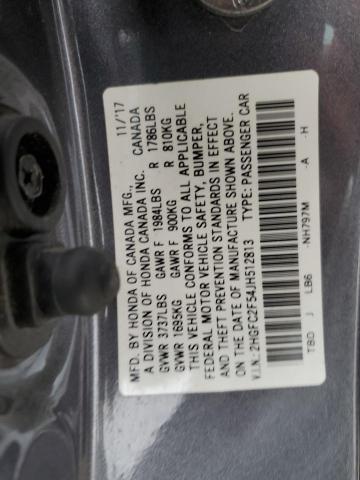 MFD. BY HONDA OF CANADA MFG., 11/'17
A DIVISION OF HONDA CANADA INC. CANADA
GVWR 3737LBS GAWR F 1984LBS R 1786LBS
GVWR 1695KG GAWR F 900KG R 810KG
THIS VEHICLE CONFORMS TO ALL APPLICABLE
FEDERAL MOTOR VEHICLE SAFETY, BUMPER,
AND THEFT PREVENTION STANDARDS IN EFFECT
ON THE DATE OF MANUFACTURE SHOWN ABOVE.
V.I.N.: 2HGFC2F54JH512813 TYPE: PASSENGER CAR
TBD J LB6 -NH797M -A -H